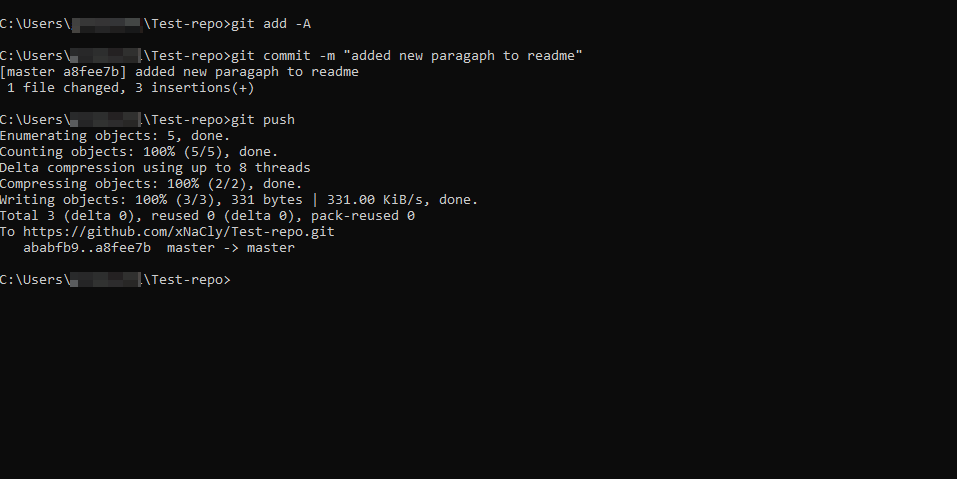 C:\Users\ \Test-repo>git add -A
C:\Users\ \Test-repo>git commit -m "added new paragaph to readme"
[master a8fee7b] added new paragaph to readme
1 file changed, 3 insertions(+)
C:\Users\ \Test-repo>git push
Enumerating objects: 5, done.
Counting objects: 100% (5/5), done.
Delta compression using up to 8 threads
Compressing objects: 100% (2/2), done.
Writing objects: 100% (3/3), 331 bytes | 331.00 KiB/s, done.
Total 3 (delta 0), reused 0 (delta 0), pack-reused 0
To https://github.com/xNaCly/Test-repo.git
ababfb9..a8fee7b  master -> master
C:\Users\ \Test-repo>